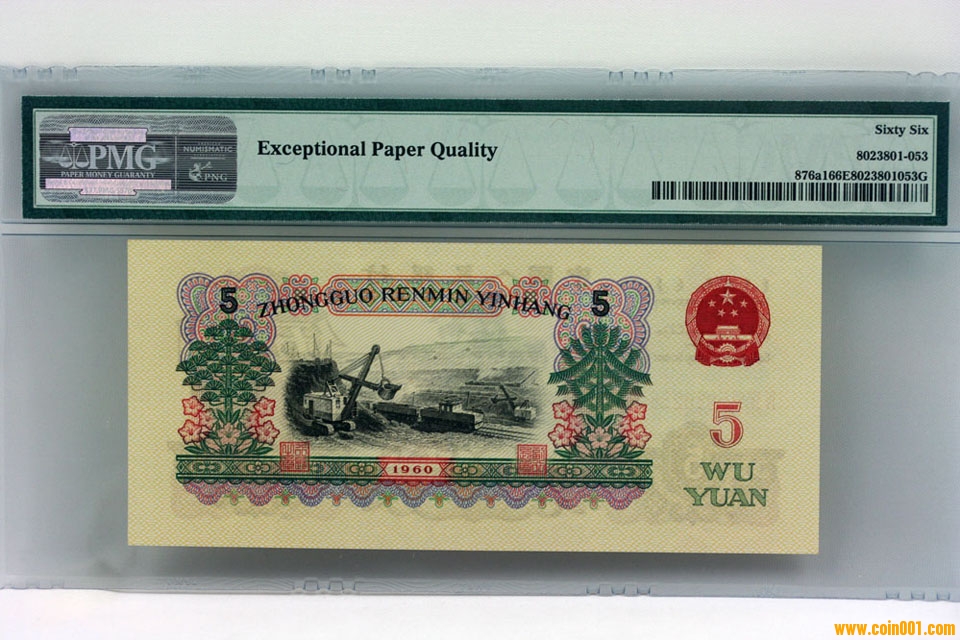 PMG
PAPER MONEY GUARANTY
NUMISMATIC
PNG
Exceptional Paper Quality
Sixty Six
8023801-053
876a166E8023801053G
5
ZHONGGUO RENMIN YINHANG
5
1960
5
WU
YUAN
www.coin001.com